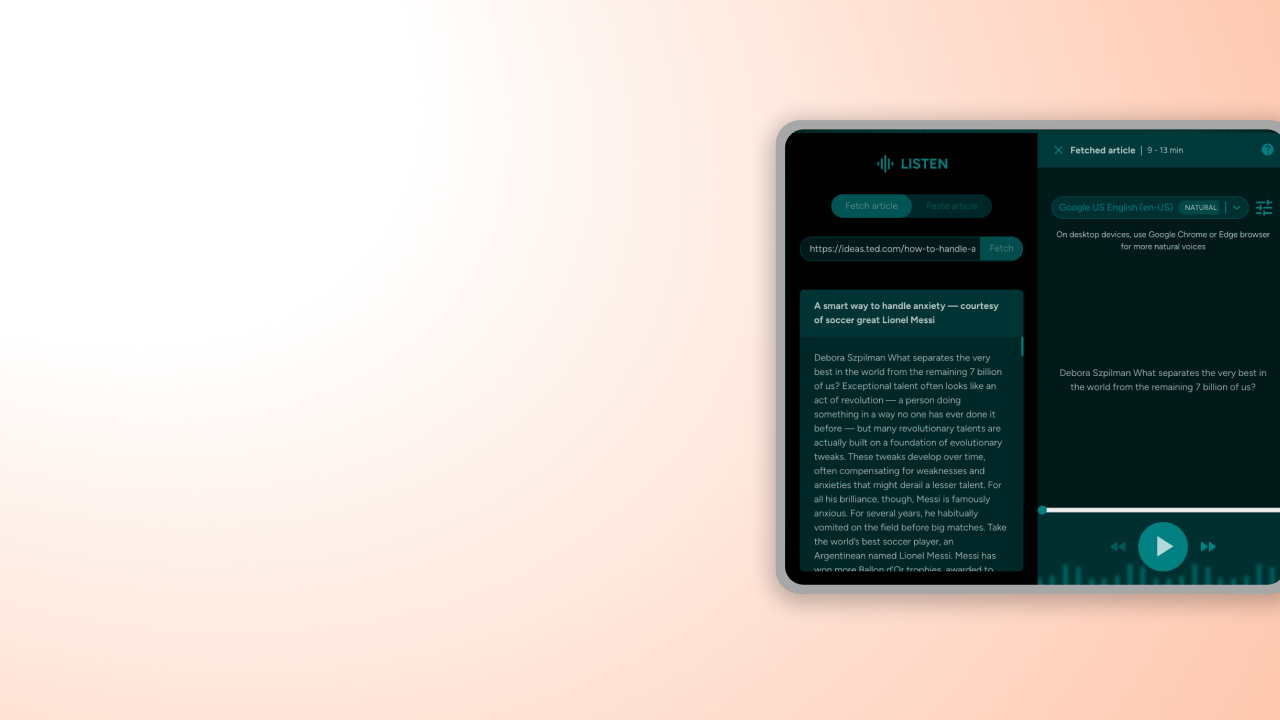 LISTEN
Fetch article
Paste article
https://ideas.ted.com/how-to-handle-a
Fetch
A smart way to handle anxiety — courtesy
of soccer great Lionel Messi
Debora Szpilman What separates the very
best in the world from the remaining 7 billion
of us? Exceptional talent often looks like an
act of revolution — a person doing
something in a way no one has ever done it
before — but many revolutionary talents are
actually built on a foundation of evolutionary
tweaks. These tweaks develop over time,
often compensating for weaknesses and
anxieties that might derail a lesser talent. For
all his brilliance, though, Messi is famously
anxious. For several years, he habitually
vomited on the field before big matches. Take
the world's best soccer player, an
Argentinean named Lionel Messi. Messi has
won more Ballon d'Or trophies, awarded to
Fetched article | 9 - 13 min
?
Google US English (en-US)
NATURAL
On desktop devices, use Google Chrome or Edge browser
for more natural voices
Debora Szpilman What separates the very best in
the world from the remaining 7 billion of us?